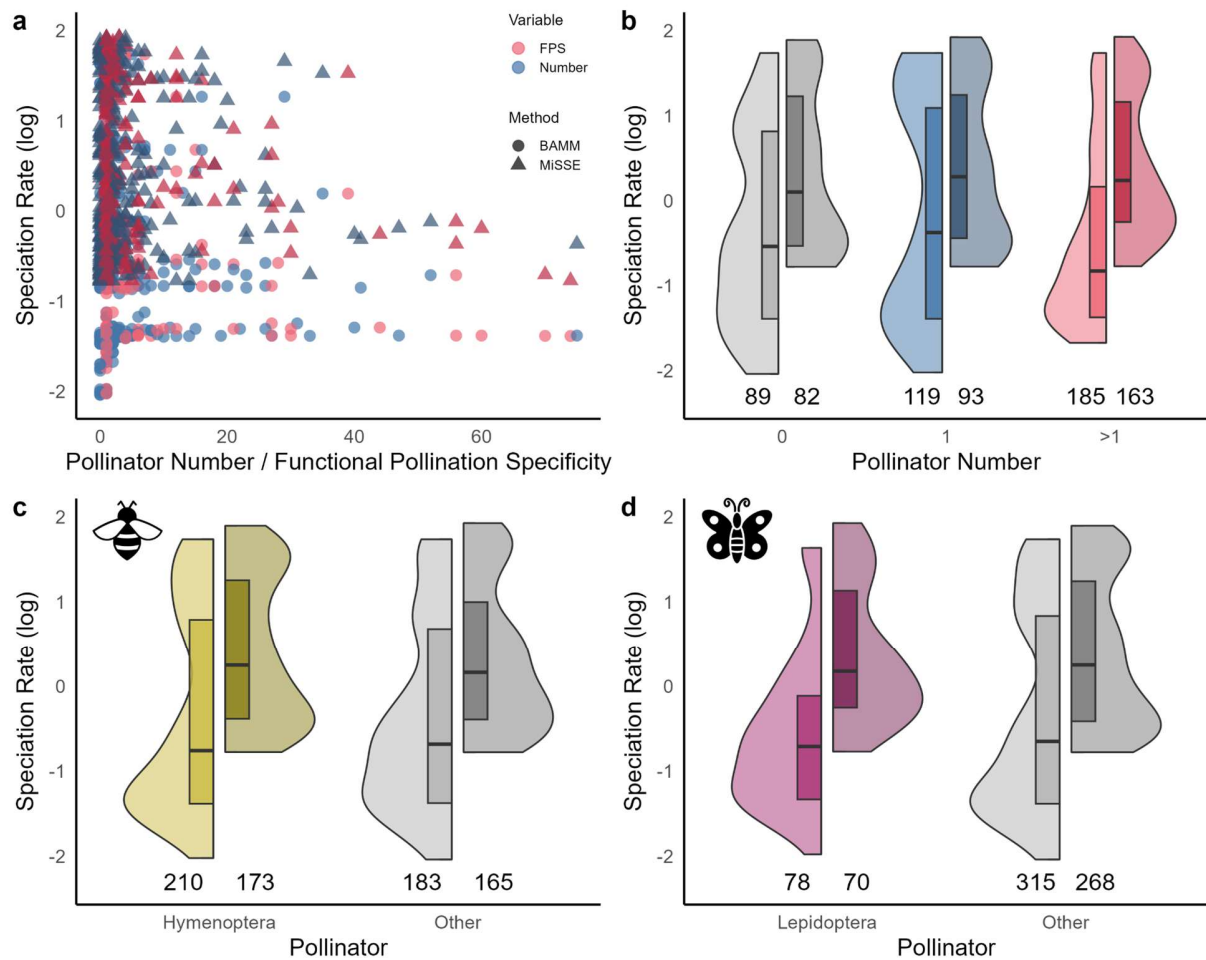 a
Variable
FPS
Number
Method
BAMM
MiSSE
Speciation Rate (log)
2
1
0
-1
-2
0 20 40 60
Pollinator Number / Functional Pollination Specificity
b
Speciation Rate (log)
2
1
0
-1
-2
89 82 119 93 185 163
0 1 >1
Pollinator Number
c
Speciation Rate (log)
2
1
0
-1
-2
210 173 183 165
Hymenoptera Other
Pollinator
d
Speciation Rate (log)
2
1
0
-1
-2
78 70 315 268
Lepidoptera Other
Pollinator